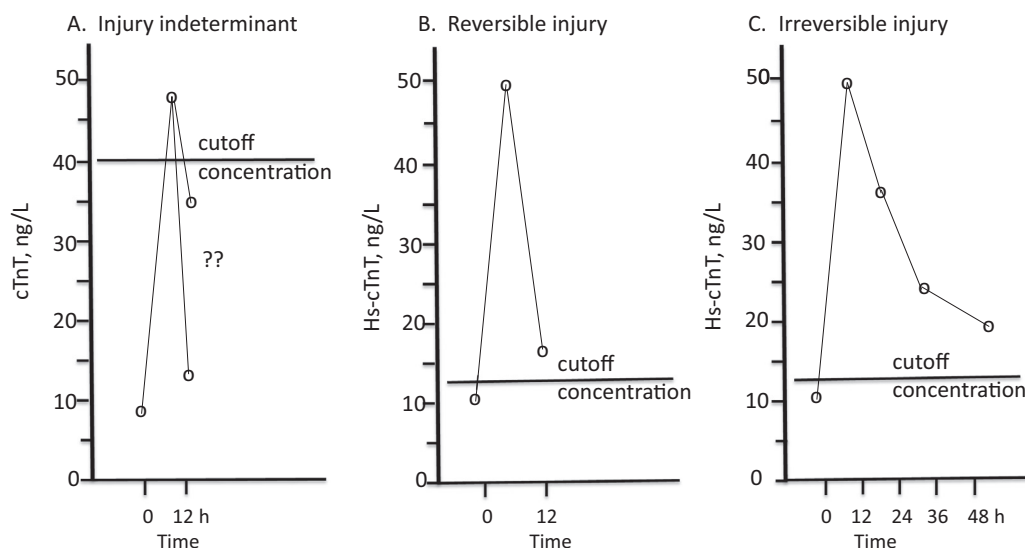 A. Injury indeterminant
50
40
30
20
10
0
cTnT, ng/L
cutoff
concentration
??
0 12 h
Time
B. Reversible injury
50
40
30
20
10
0
Hs-cTnT, ng/L
cutoff
concentration
0 12
Time
C. Irreversible injury
50
40
30
20
10
0
Hs-cTnT, ng/L
cutoff
concentration
0 12 24 36 48 h
Time